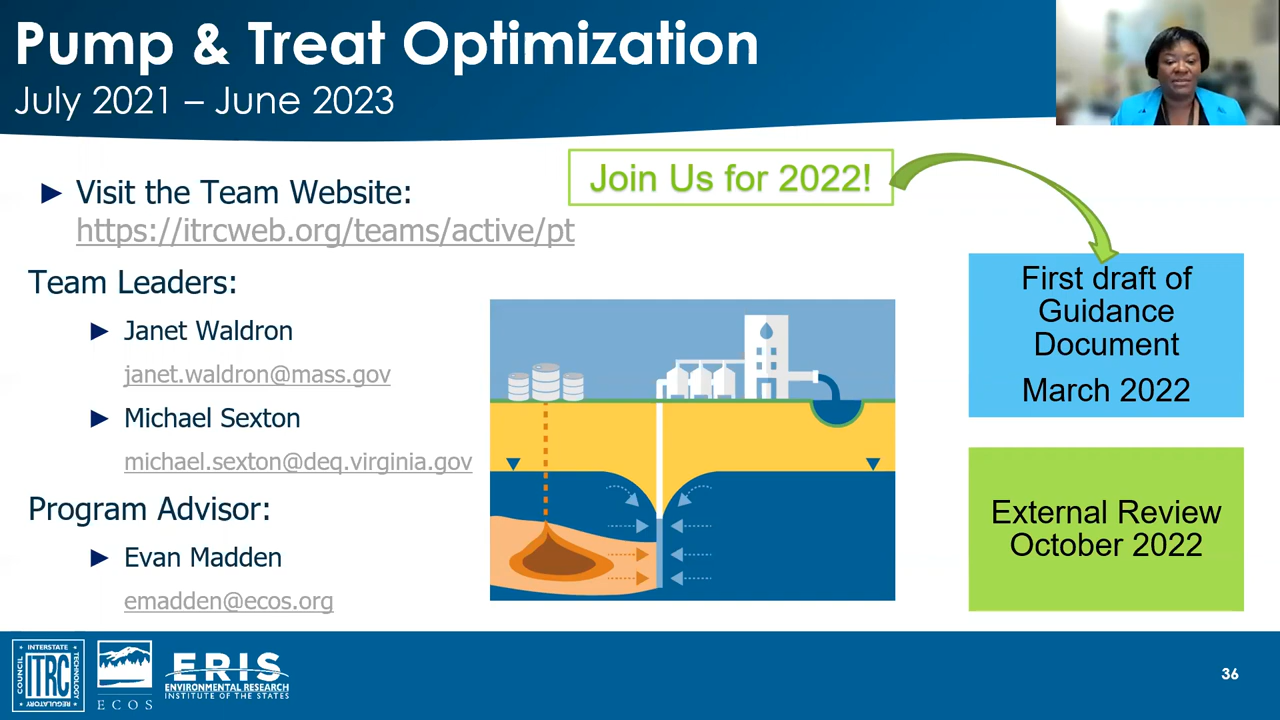 Pump & Treat Optimization
July 2021 – June 2023
Join Us for 2022!
► Visit the Team Website:
https://itrcweb.org/teams/active/pt
Team Leaders:
► Janet Waldron
janet.waldron@mass.gov
► Michael Sexton
michael.sexton@deq.virginia.gov
Program Advisor:
► Evan Madden
emadden@ecos.org
First draft of
Guidance
Document
March 2022
External Review
October 2022
INTERSTATE
COUNCIL
ITRC
TECHNOLOGY
REGULATORY
ECOS
ERIS
ENVIRONMENTAL RESEARCH
INSTITUTE OF THE STATES
36